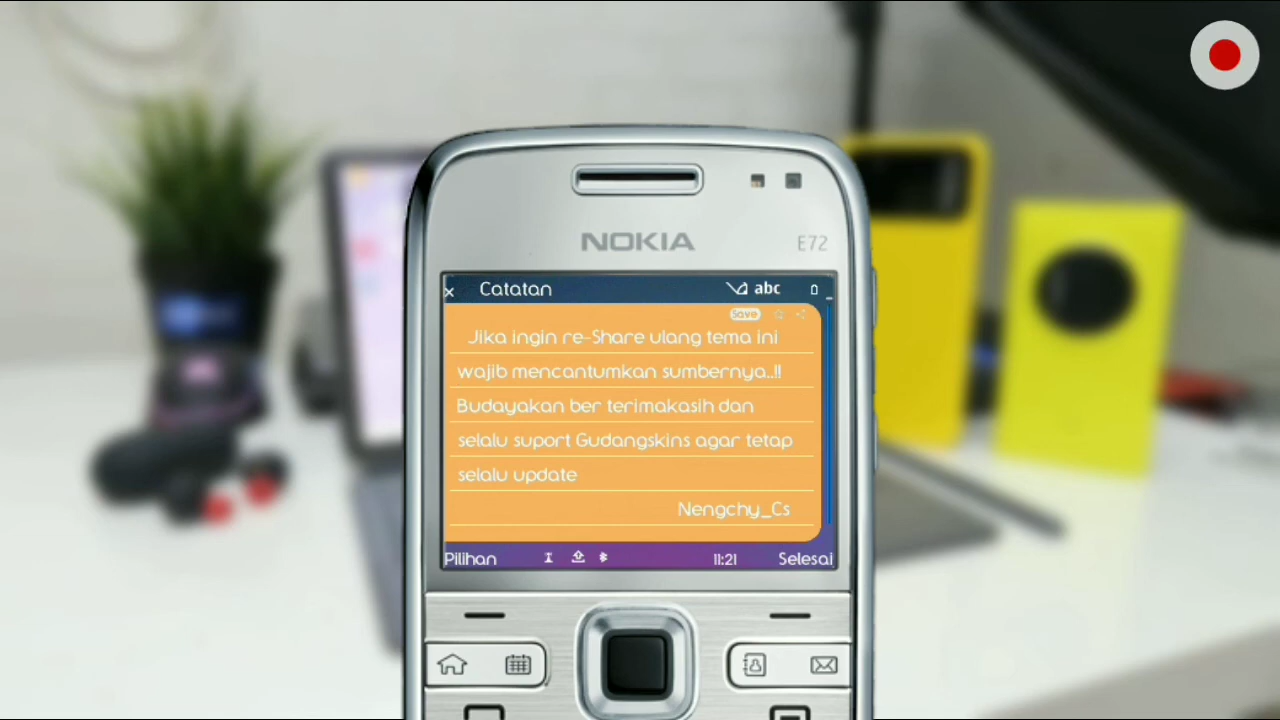 NOKIA
E72
x Catatan abc
Save
Jika ingin re-Share ulang tema ini
wajib mencantumkan sumbernya..!!
Budayakan ber terimakasih dan
selalu suport Gudangskins agar tetap
selalu update
Nengchy_Cs
Pilihan 11:21 Selesai